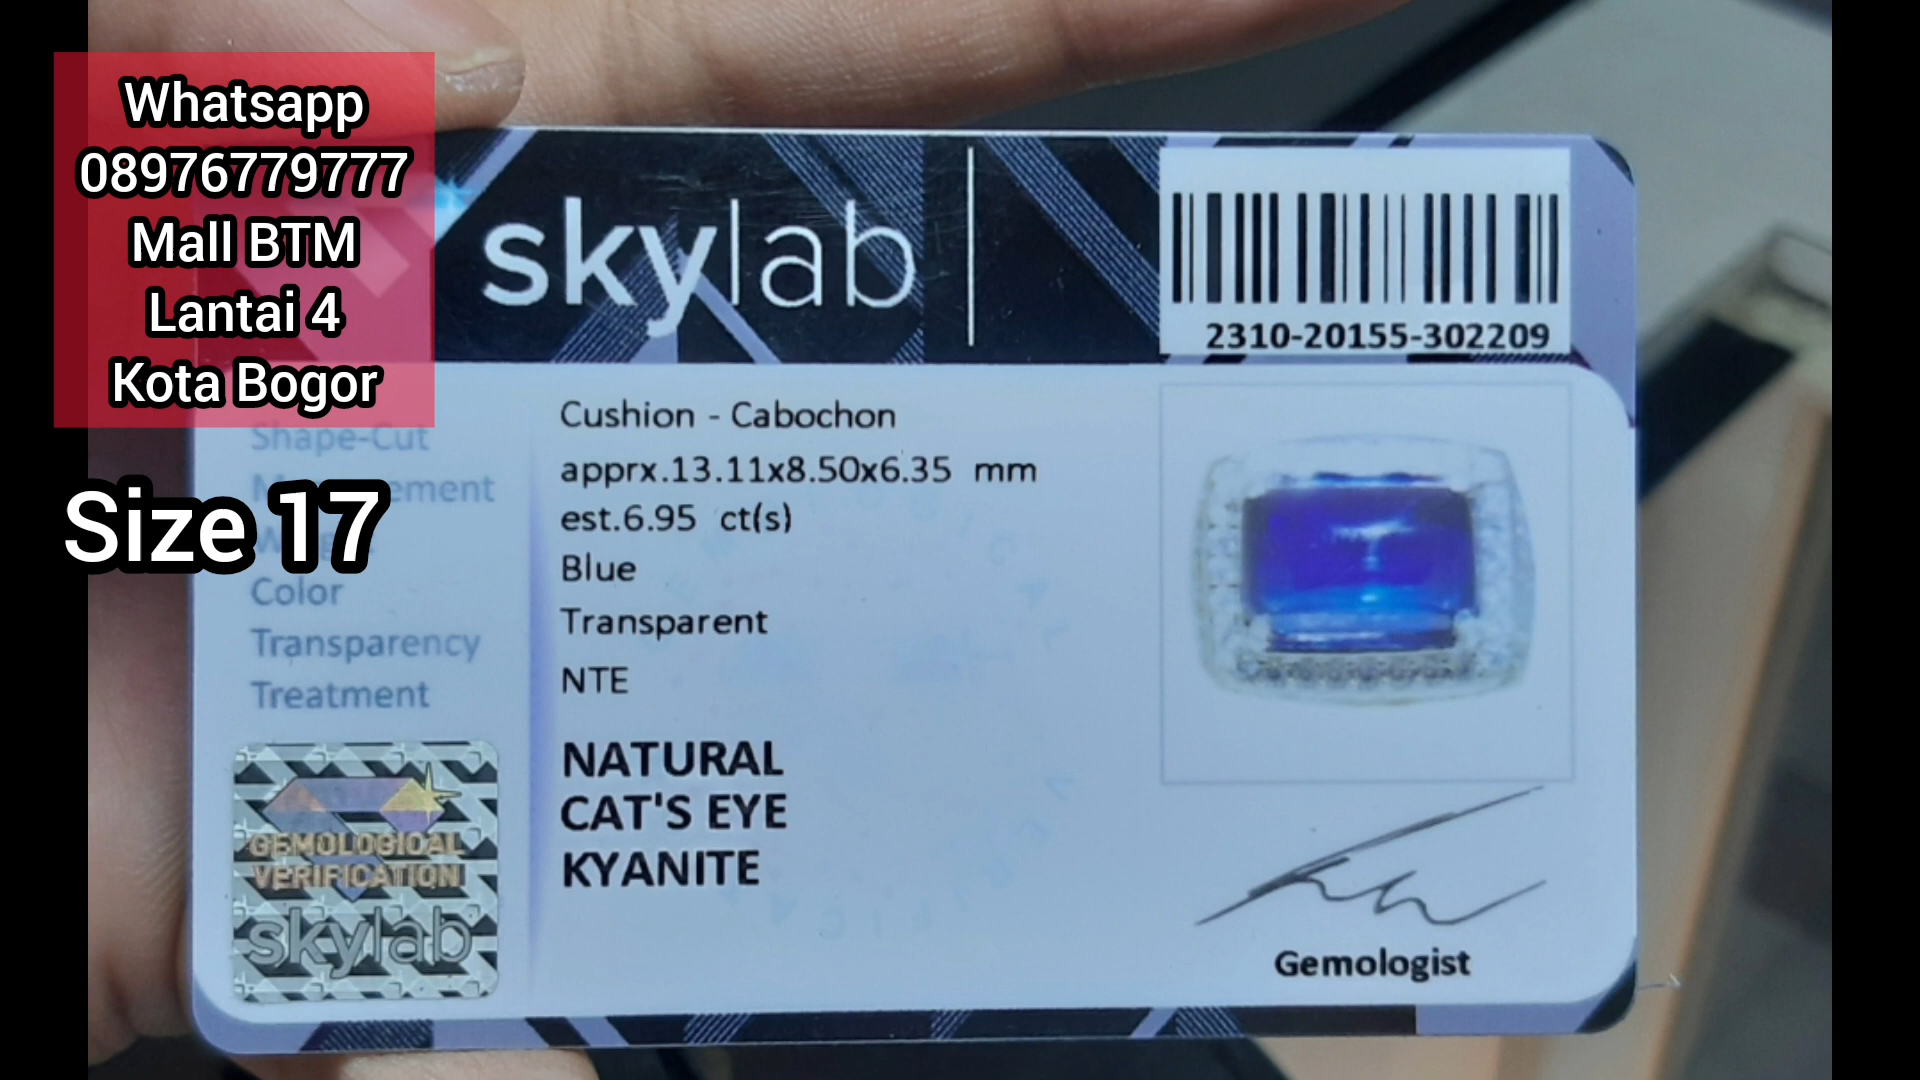 Whatsapp
08976779777
Mall BTM
Lantai 4
Kota Bogor
Size 17
skylab
2310-20155-302209
Shape-Cut Cushion - Cabochon
apprx.13.11x8.50x6.35 mm
est.6.95 ct(s)
Color Blue
Transparency Transparent
Treatment NTE
NATURAL
CAT'S EYE
KYANITE
GEMOLOGICAL
VERIFICATION
skylab
Gemologist